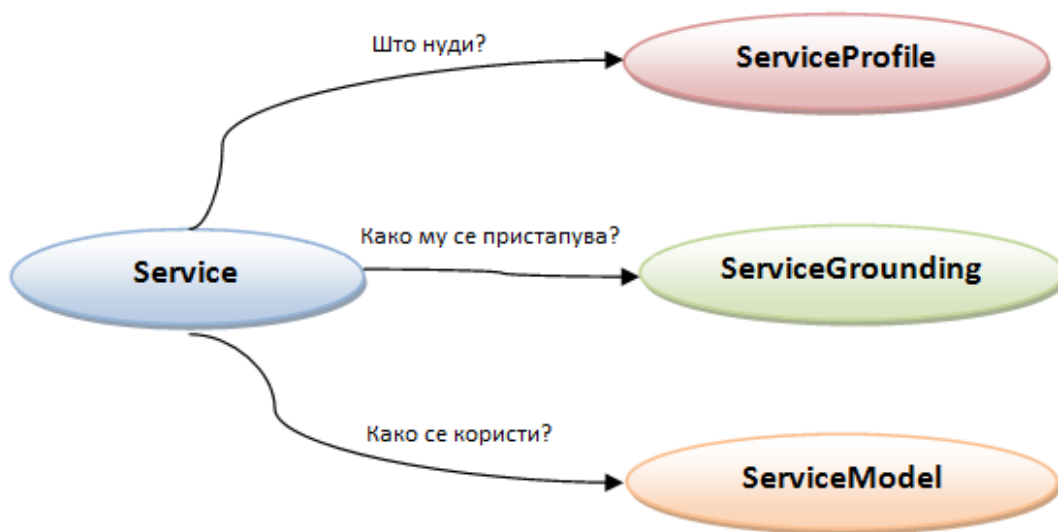 Што нуди?
ServiceProfile
Како му се пристапува?
Service
ServiceGrounding
Како се користи?
ServiceModel